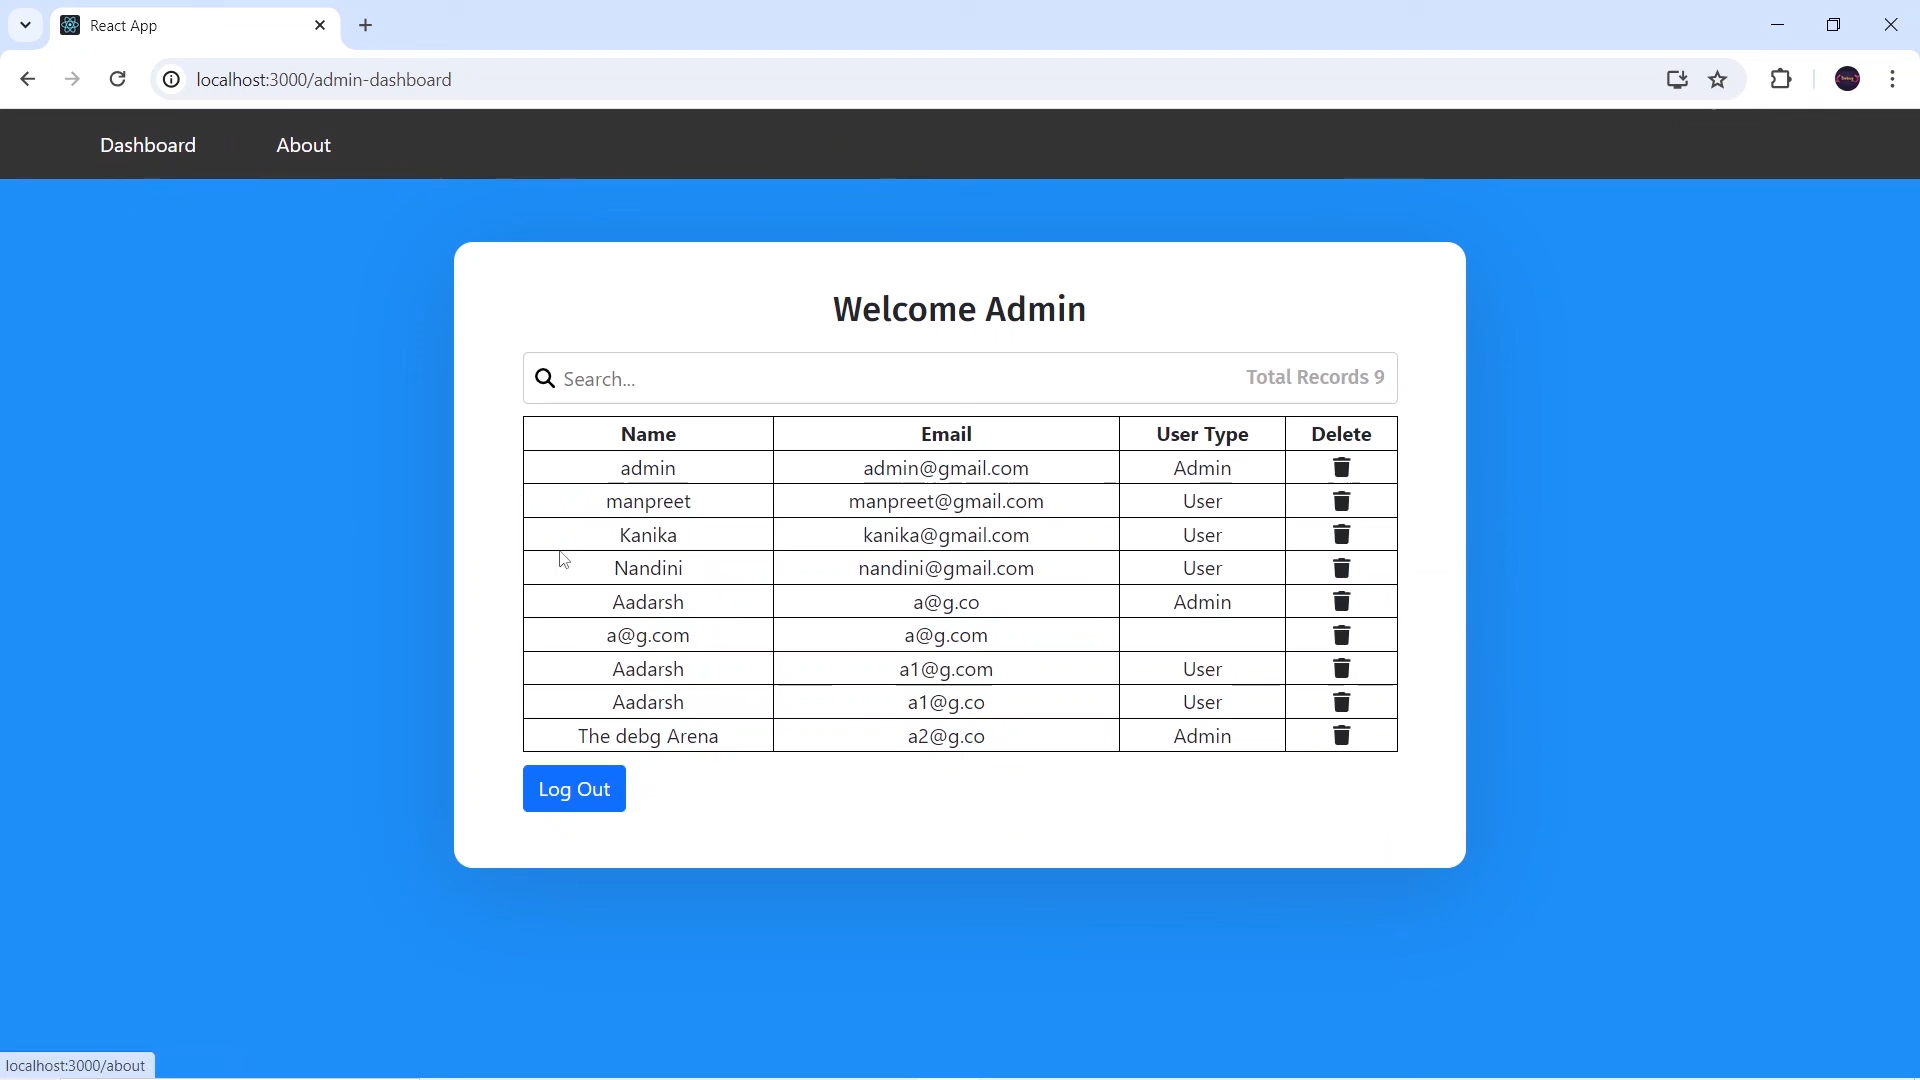 React App
localhost:3000/admin-dashboard
Dashboard About
Welcome Admin
Search... Total Records 9
Name Email User Type Delete
admin admin@gmail.com Admin
manpreet manpreet@gmail.com User
Kanika kanika@gmail.com User
Nandini nandini@gmail.com User
Aadarsh a@g.co Admin
a@g.com a@g.com
Aadarsh a1@g.com User
Aadarsh a1@g.co User
The debg Arena a2@g.co Admin
Log Out
localhost:3000/about